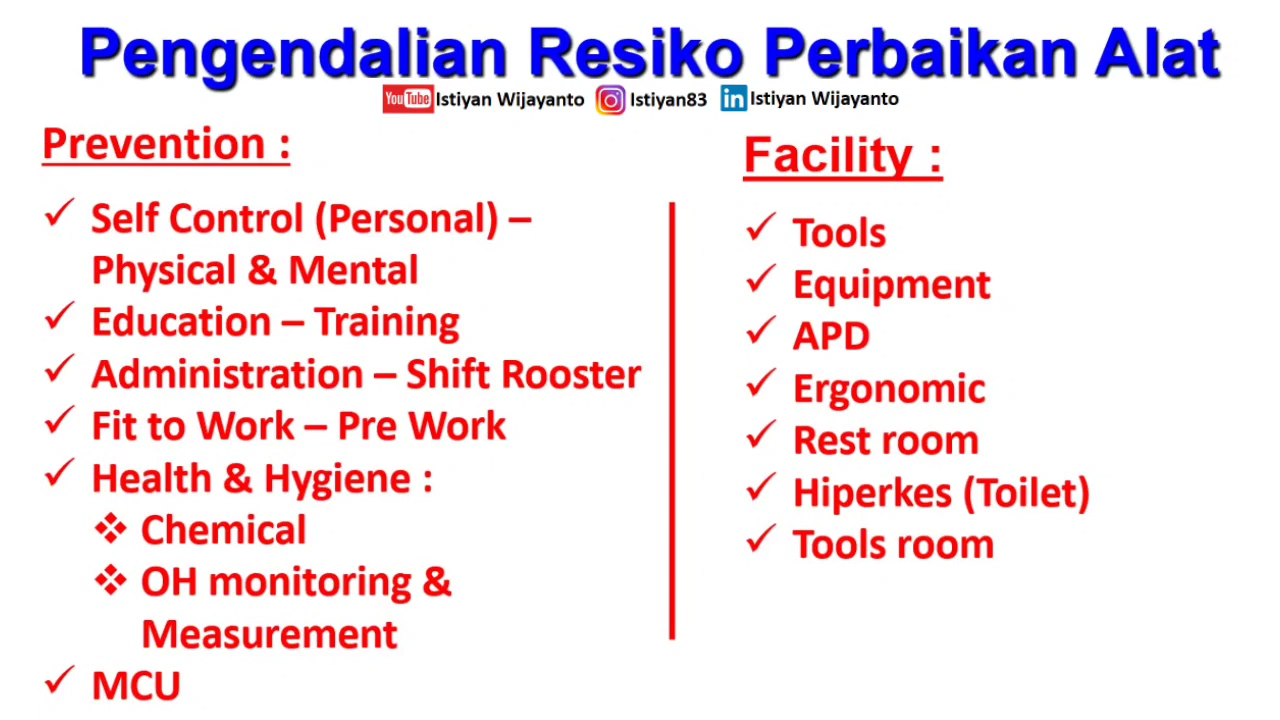 Pengendalian Resiko Perbaikan Alat
YouTube Istiyan Wijayanto Istiyan83 in Istiyan Wijayanto
Prevention :
✓ Self Control (Personal) –
Physical & Mental
✓ Education – Training
✓ Administration – Shift Rooster
✓ Fit to Work – Pre Work
✓ Health & Hygiene :
❖ Chemical
❖ OH monitoring &
Measurement
✓ MCU
Facility :
✓ Tools
✓ Equipment
✓ APD
✓ Ergonomic
✓ Rest room
✓ Hiperkes (Toilet)
✓ Tools room